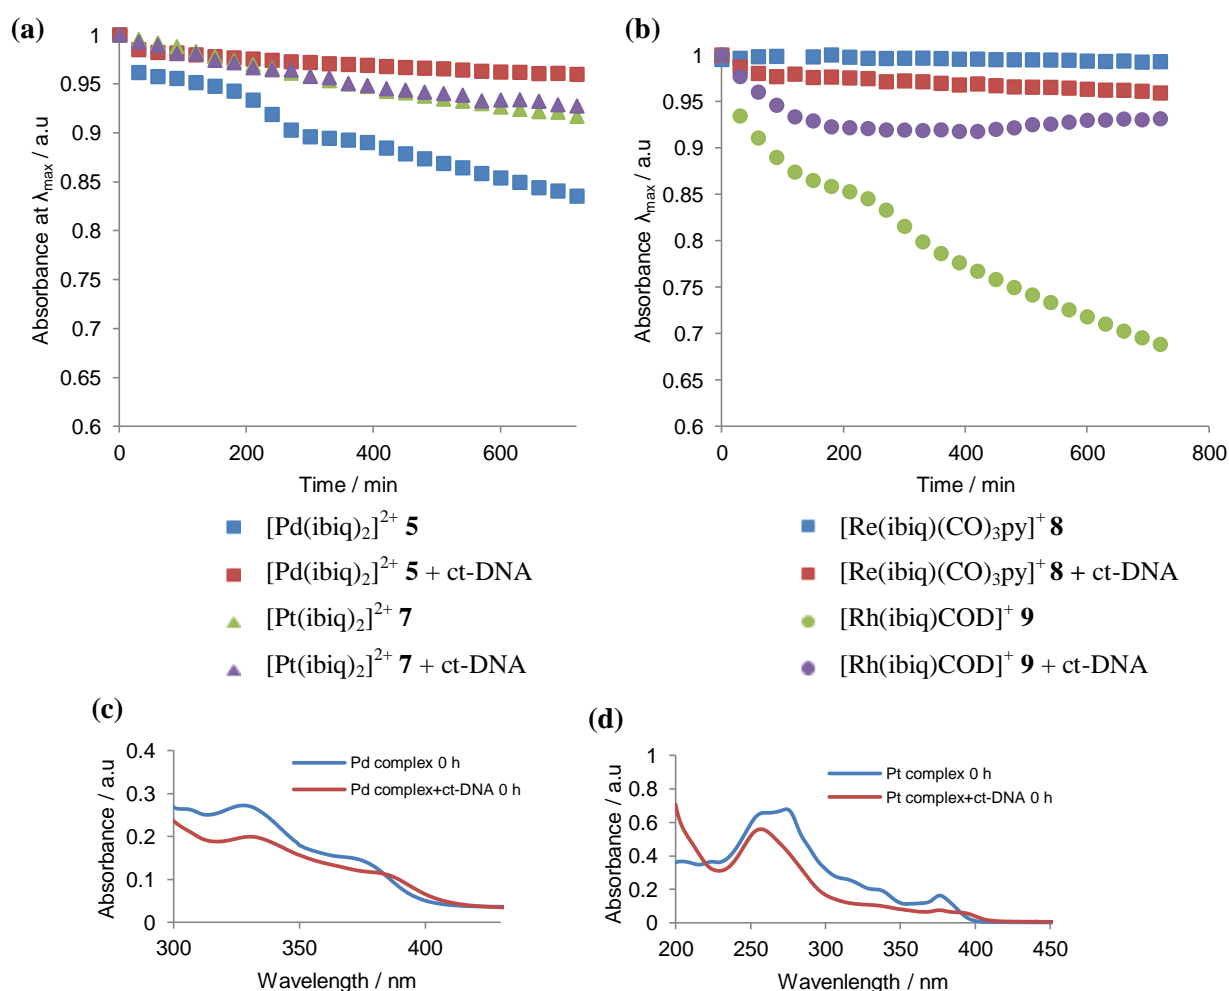 (a)
1
0.95
0.9
0.85
0.8
0.75
0.7
0.65
0.6
Absorbance at λmax / a.u
0 200 400 600
Time / min
[Pd(ibiq)2]2+ 5
[Pd(ibiq)2]2+ 5 + ct-DNA
[Pt(ibiq)2]2+ 7
[Pt(ibiq)2]2+ 7 + ct-DNA
(b)
1
0.95
0.9
0.85
0.8
0.75
0.7
0.65
0.6
Absorbance λmax / a.u
0 200 400 600 800
Time / min
[Re(ibiq)(CO)3py]+ 8
[Re(ibiq)(CO)3py]+ 8 + ct-DNA
[Rh(ibiq)COD]+ 9
[Rh(ibiq)COD]+ 9 + ct-DNA
(c)
0.4
0.3
0.2
0.1
0
Absorbance / a.u
Pd complex 0 h
Pd complex+ct-DNA 0 h
300 350 400
Wavelength / nm
(d)
1
0.8
0.6
0.4
0.2
0
Absorbance / a.u
Pt complex 0 h
Pt complex+ct-DNA 0 h
200 250 300 350 400 450
Wavenlength / nm